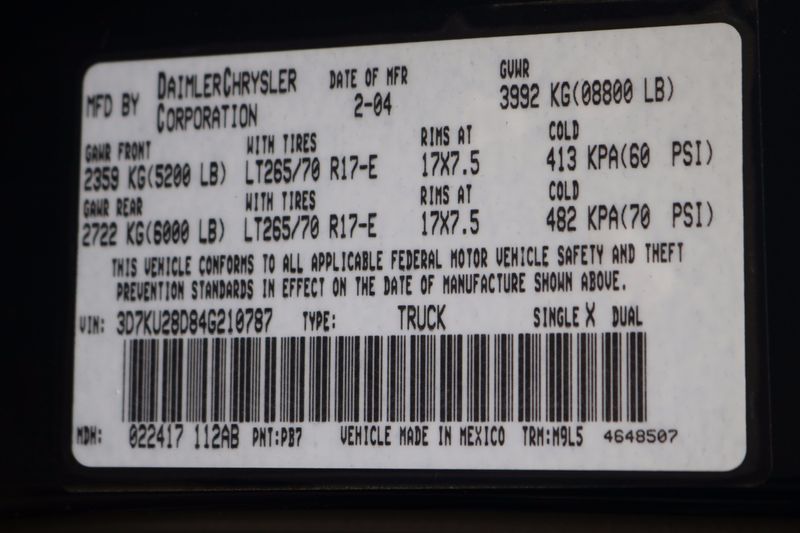 MFD BY DAIMLERCHRYSLER CORPORATION DATE OF MFR 2-04 GVWR 3992 KG(08800 LB)
GAWR FRONT WITH TIRES RIMS AT COLD
2359 KG(5200 LB) LT265/70 R17-E 17X7.5 413 KPA(60 PSI)
GAWR REAR WITH TIRES RIMS AT COLD
2722 KG(6000 LB) LT265/70 R17-E 17X7.5 482 KPA(70 PSI)
THIS VEHICLE CONFORMS TO ALL APPLICABLE FEDERAL MOTOR VEHICLE SAFETY AND THEFT
PREVENTION STANDARDS IN EFFECT ON THE DATE OF MANUFACTURE SHOWN ABOVE.
VIN: 3D7KU28D84G210787 TYPE: TRUCK SINGLE X DUAL
MDH: 022417 112AB PNT:PB7 VEHICLE MADE IN MEXICO TRM:M9L5 4648507